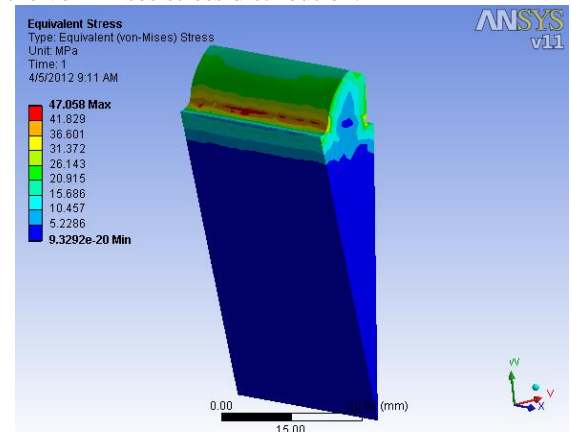 Equivalent Stress
Type: Equivalent (von-Mises) Stress
Unit: MPa
Time: 1
4/5/2012 9:11 AM
ANSYS
v11
47.058 Max
41.829
36.601
31.372
26.143
20.915
15.686
10.457
5.2286
9.3292e-20 Min
0.00
(mm)
15.00
W
V
X